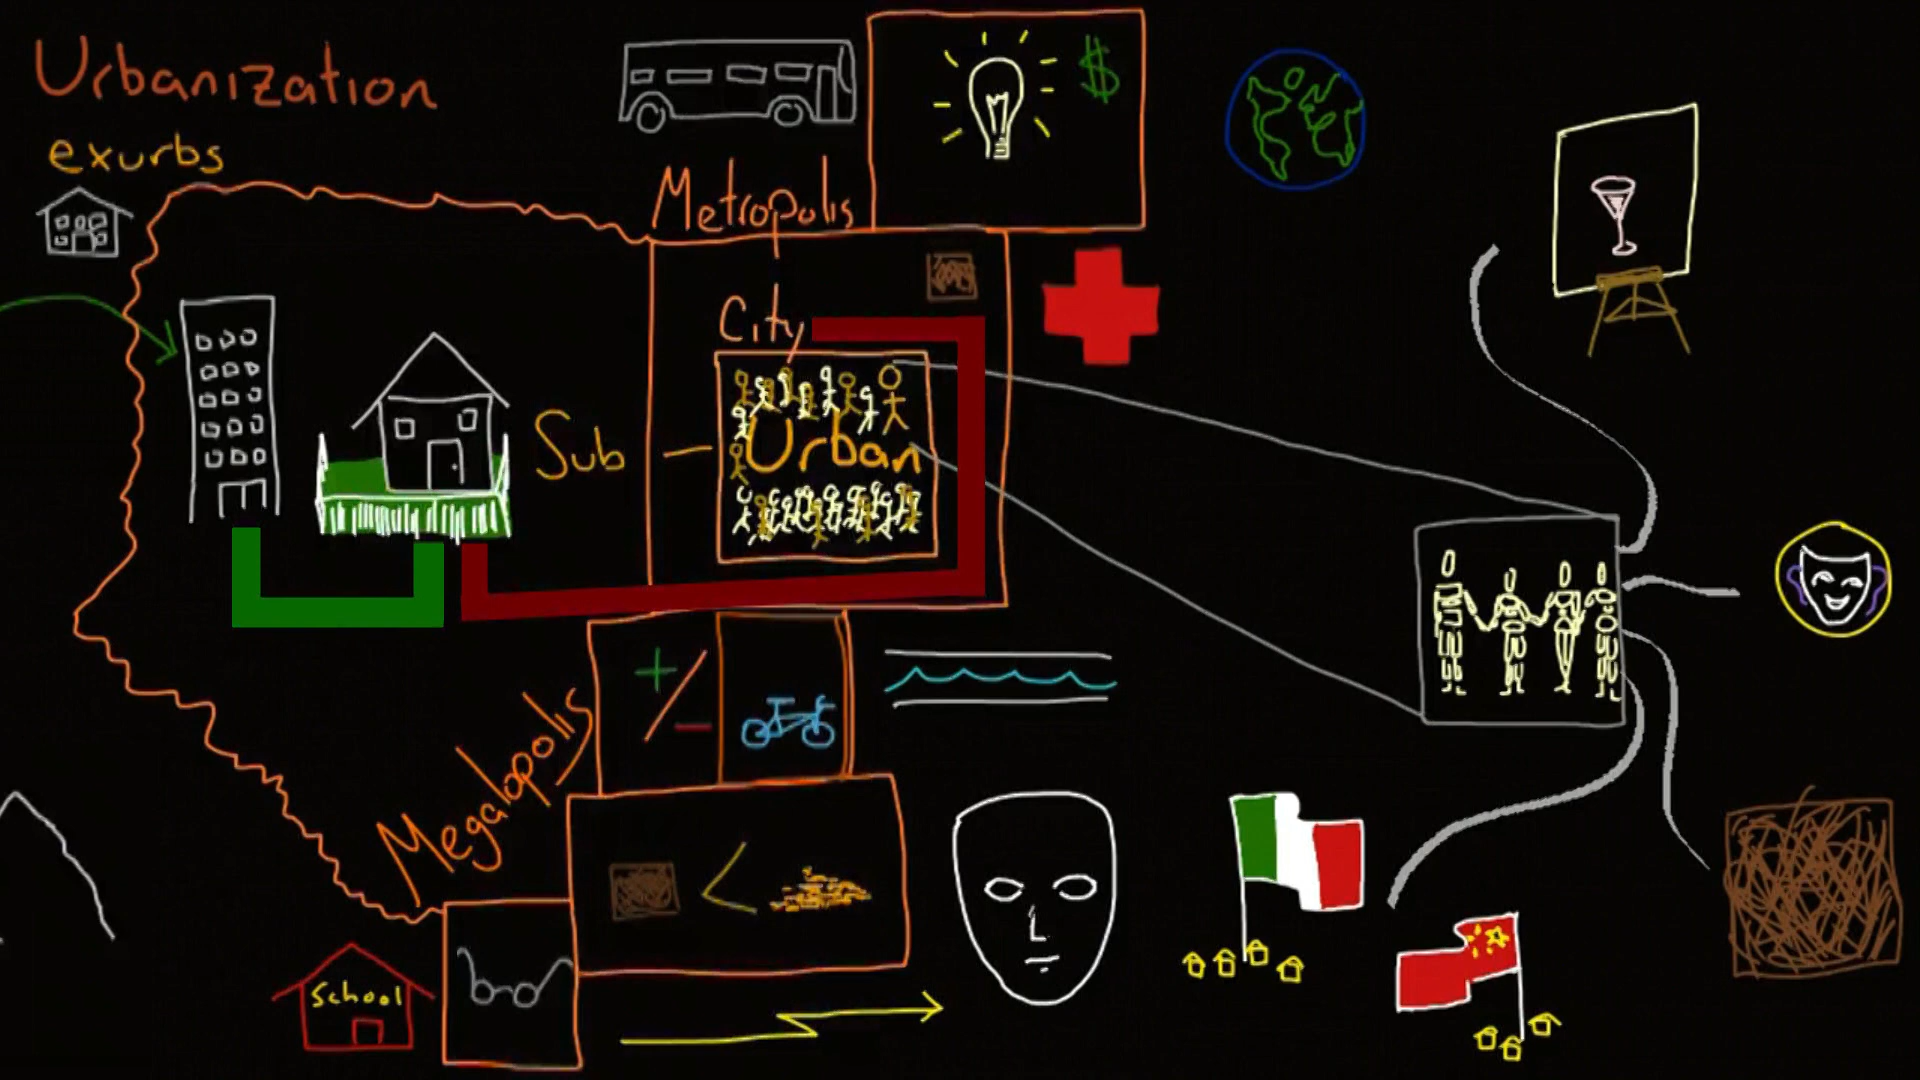 Urbanization
exurbs
$
Metropolis
City
Sub - Urban
+/-
Megalopolis
<
School